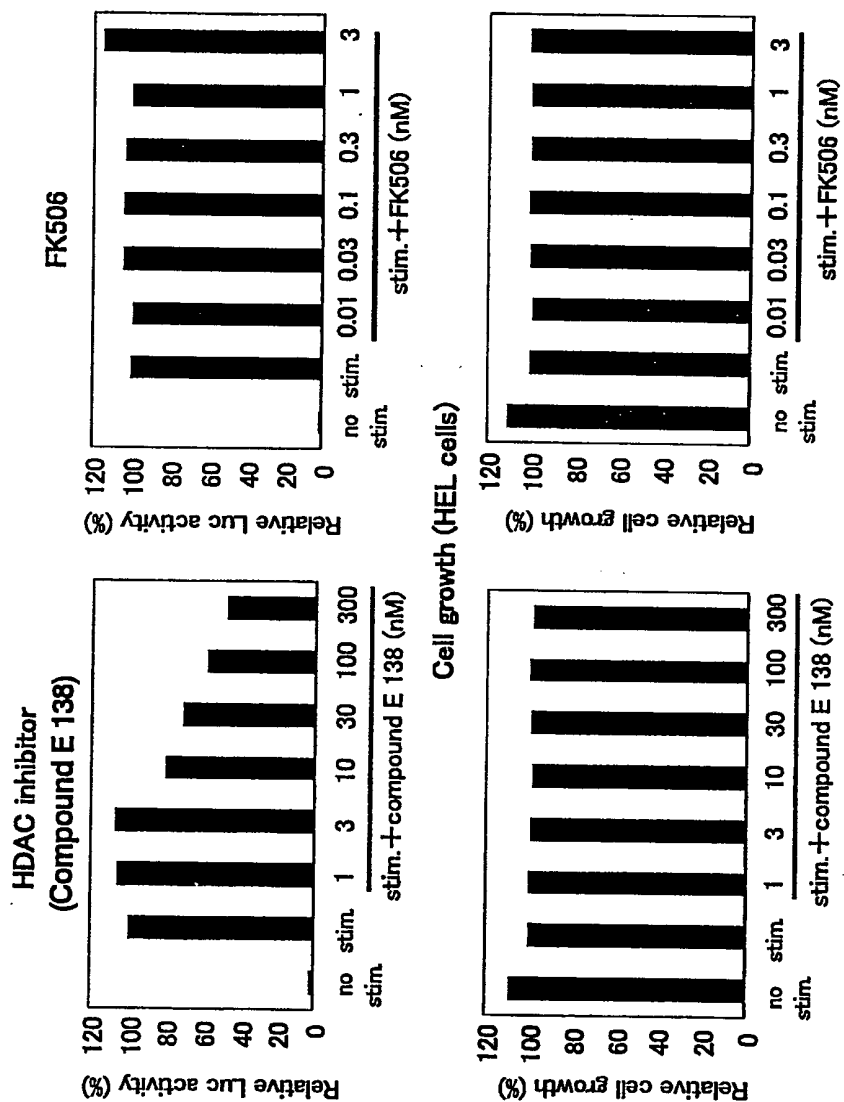 HDAC inhibitor
(Compound E 138)
Relative Luc activity (%)
120
100
80
60
40
20
0
no stim.
stim.
1 3 10 30 100 300
stim.+compound E 138 (nM)
FK506
Relative Luc activity (%)
120
100
80
60
40
20
0
no stim.
stim.
0.01 0.03 0.1 0.3 1 3
stim.+FK506 (nM)
Cell growth (HEL cells)
Relative cell growth (%)
120
100
80
60
40
20
0
no stim.
stim.
1 3 10 30 100 300
stim.+compound E 138 (nM)
Relative cell growth (%)
120
100
80
60
40
20
0
no stim.
stim.
0.01 0.03 0.1 0.3 1 3
stim.+FK506 (nM)